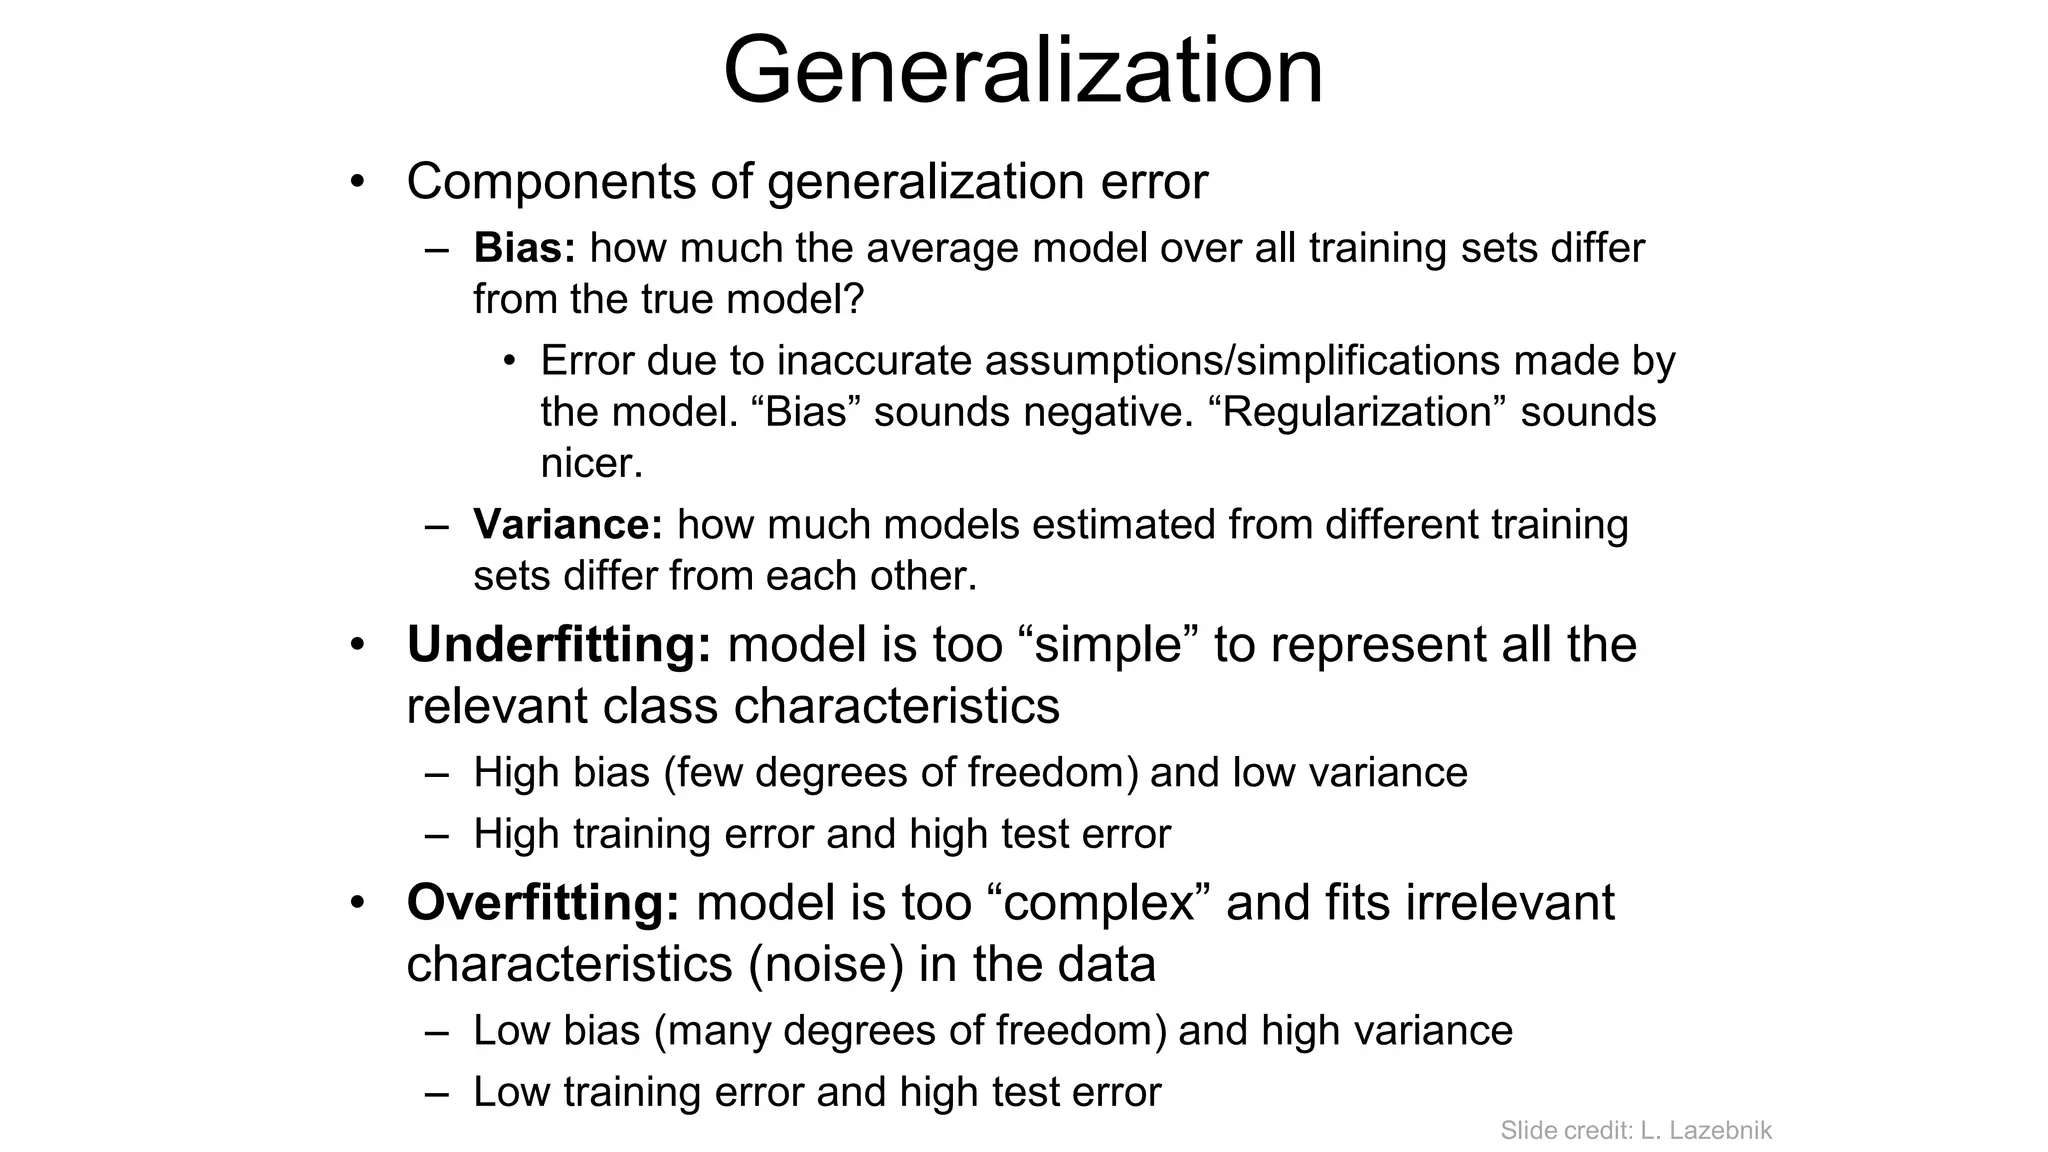 Generalization
• Components of generalization error
– Bias: how much the average model over all training sets differ
from the true model?
• Error due to inaccurate assumptions/simplifications made by
the model. “Bias” sounds negative. “Regularization” sounds
nicer.
– Variance: how much models estimated from different training
sets differ from each other.
• Underfitting: model is too “simple” to represent all the
relevant class characteristics
– High bias (few degrees of freedom) and low variance
– High training error and high test error
• Overfitting: model is too “complex” and fits irrelevant
characteristics (noise) in the data
– Low bias (many degrees of freedom) and high variance
– Low training error and high test error
Slide credit: L. Lazebnik